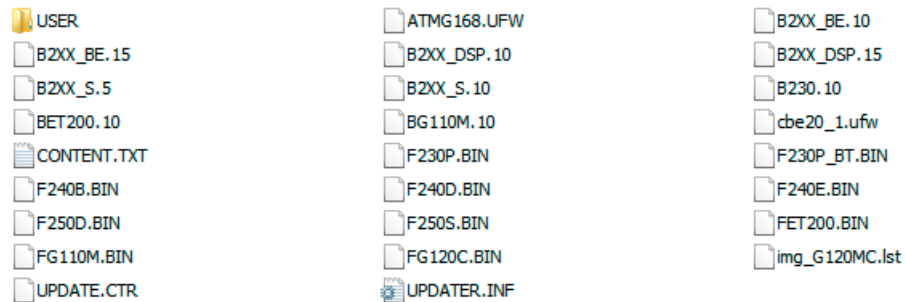 USER ATMG168.UFW B2XX_BE.10
B2XX_BE.15 B2XX_DSP.10 B2XX_DSP.15
B2XX_S.5 B2XX_S.10 B230.10
BET200.10 BG110M.10 cbe20_1.ufw
CONTENT.TXT F230P.BIN F230P_BT.BIN
F240B.BIN F240D.BIN F240E.BIN
F250D.BIN F250S.BIN FET200.BIN
FG110M.BIN FG120C.BIN img_G120MC.lst
UPDATE.CTR UPDATER.INF